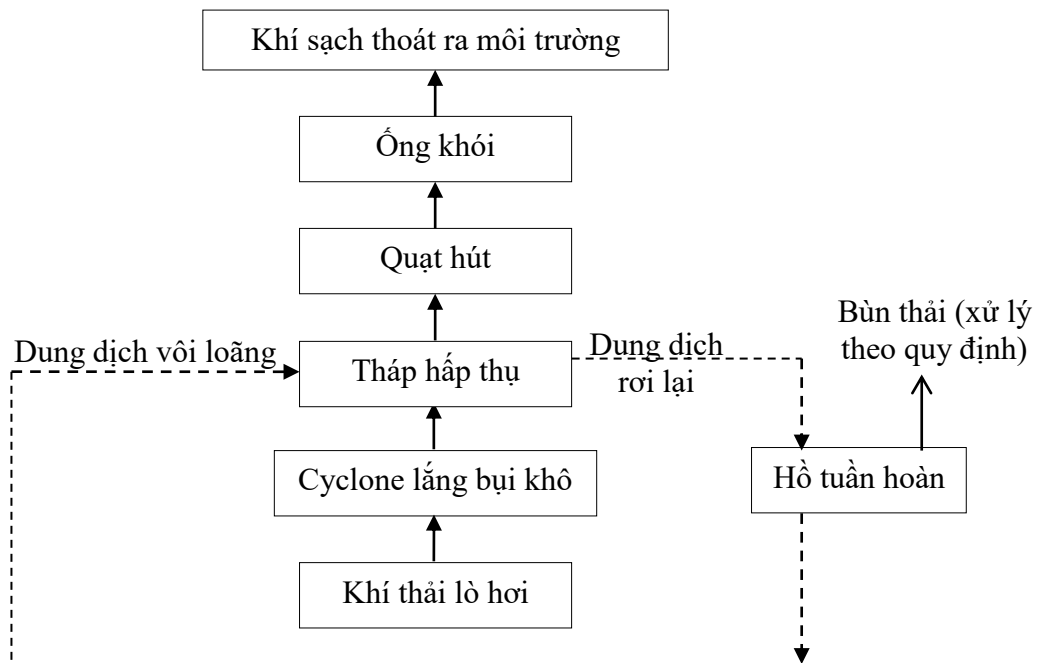 Khí sạch thoát ra môi trường
Ống khói
Quạt hút
Bùn thải (xử lý
theo quy định)
Dung dịch vôi loãng
Tháp hấp thụ
Dung dịch
rơi lại
Cyclone lắng bụi khô
Hồ tuần hoàn
Khí thải lò hơi